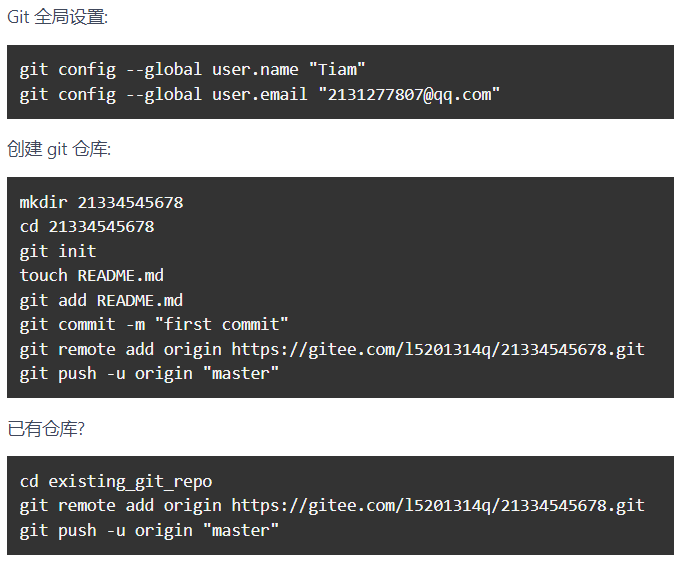 Git 全局设置:
git config --global user.name "Tiam"
git config --global user.email "2131277807@qq.com"
创建 git 仓库:
mkdir 21334545678
cd 21334545678
git init
touch README.md
git add README.md
git commit -m "first commit"
git remote add origin https://gitee.com/l5201314q/21334545678.git
git push -u origin "master"
已有仓库?
cd existing_git_repo
git remote add origin https://gitee.com/l5201314q/21334545678.git
git push -u origin "master"